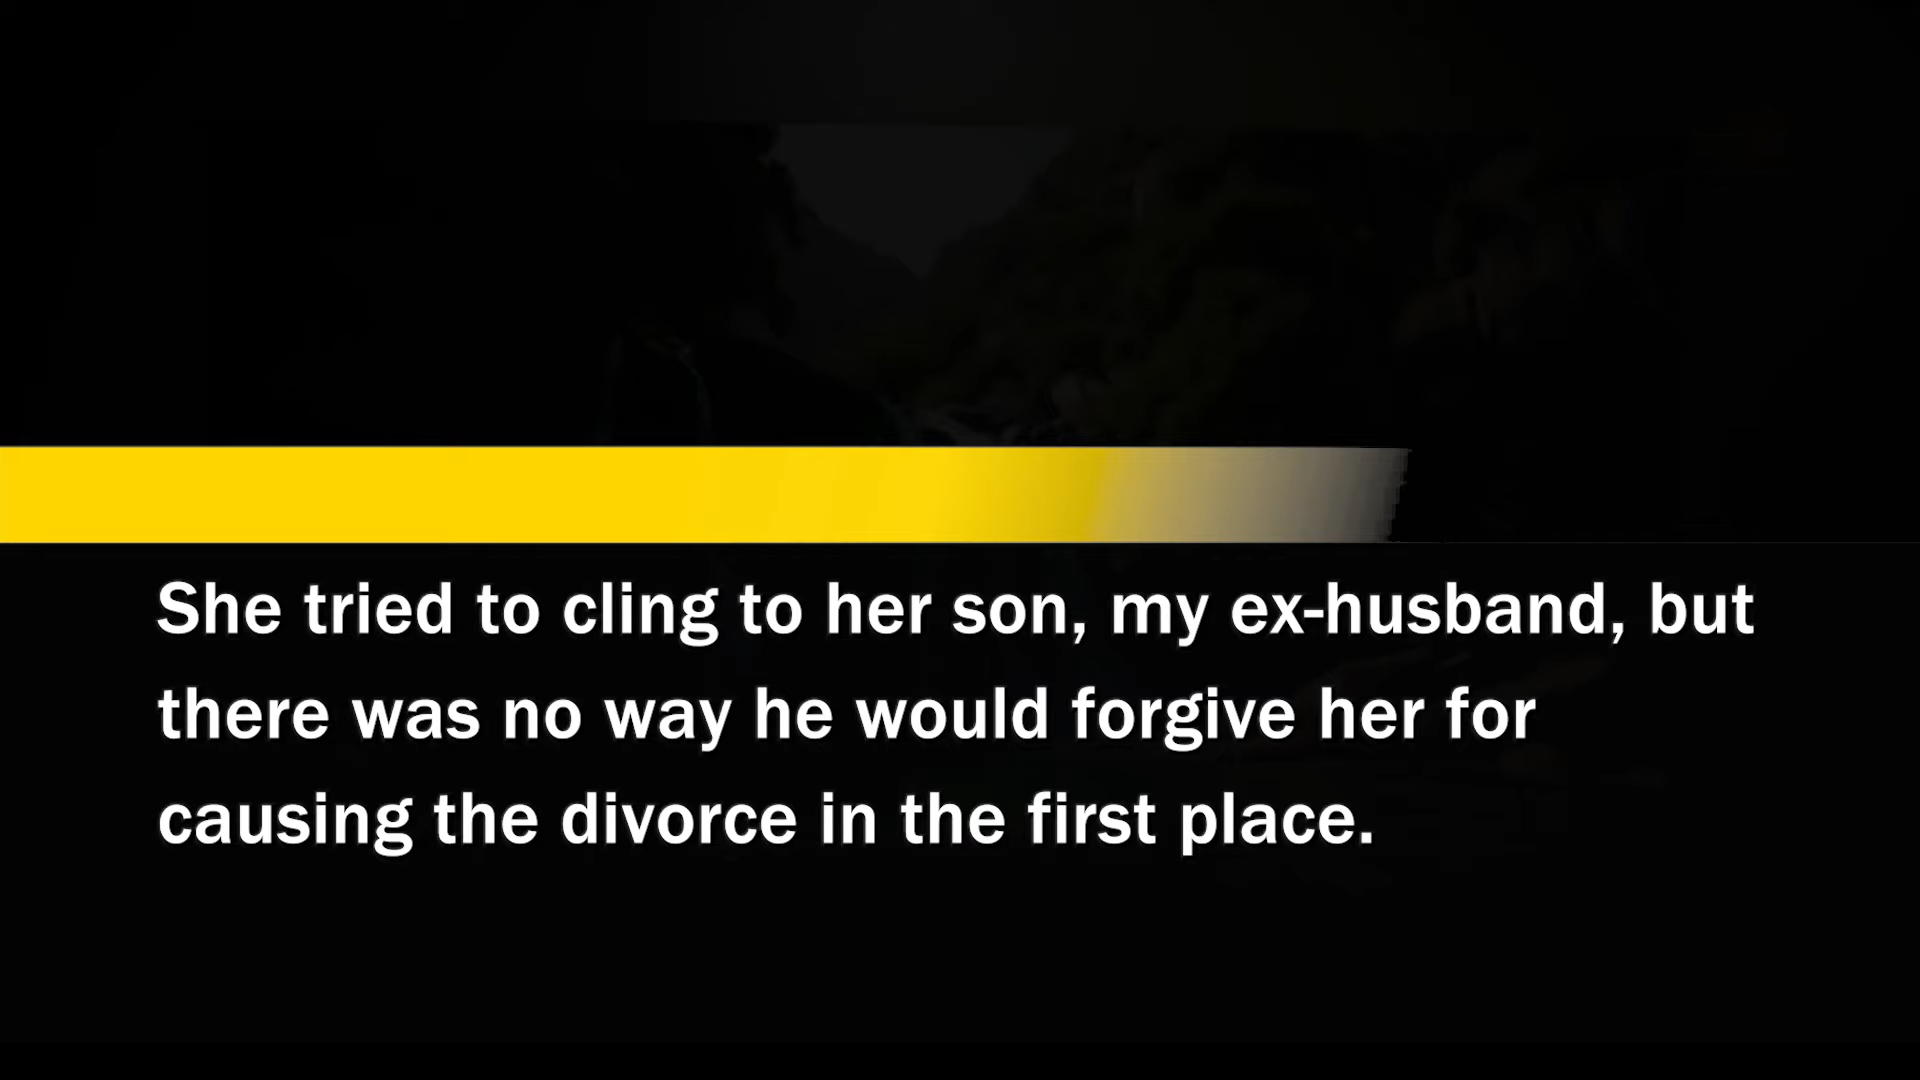 She tried to cling to her son, my ex-husband, but
there was no way he would forgive her for
causing the divorce in the first place.